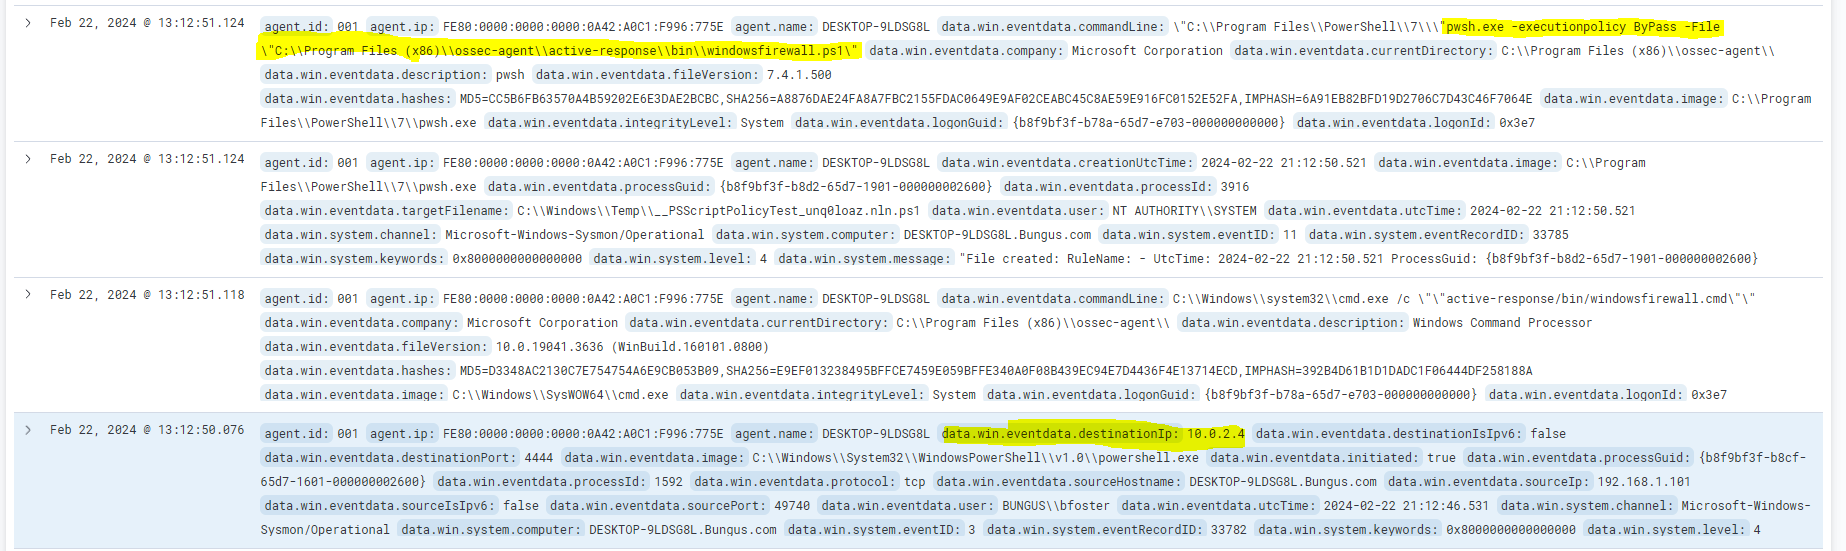 Feb 22, 2024 @ 13:12:51.124 agent.id: 001 agent.ip: FE80:0000:0000:0000:0A42:A0C1:F996:775E agent.name: DESKTOP-9LDSG8L data.win.eventdata.commandLine: \"C:\\Program Files\\PowerShell\\7\\\"pwsh.exe -executionpolicy ByPass -File
\"C:\\Program Files (x86)\\ossec-agent\\active-response\\bin\\windowsfirewall.ps1\" data.win.eventdata.company: Microsoft Corporation data.win.eventdata.currentDirectory: C:\\Program Files (x86)\\ossec-agent\\
data.win.eventdata.description: pwsh data.win.eventdata.fileVersion: 7.4.1.500
data.win.eventdata.hashes: MD5=CC5B6FB63570A4B59202E6E3DAE2BCBC,SHA256=A8876DAE24FA8A7FBC2155FDAC0649E9AF02CEABC45C8AE59E916FC0152E52FA,IMPHASH=6A91EB82BFD19D2706C7D43C46F7064E data.win.eventdata.image: C:\\Program
Files\\PowerShell\\7\\pwsh.exe data.win.eventdata.integrityLevel: System data.win.eventdata.logonGuid: {b8f9bf3f-b78a-65d7-e703-000000000000} data.win.eventdata.logonId: 0x3e7
Feb 22, 2024 @ 13:12:51.124 agent.id: 001 agent.ip: FE80:0000:0000:0000:0A42:A0C1:F996:775E agent.name: DESKTOP-9LDSG8L data.win.eventdata.creationUtcTime: 2024-02-22 21:12:50.521 data.win.eventdata.image: C:\\Program
Files\\PowerShell\\7\\pwsh.exe data.win.eventdata.processGuid: {b8f9bf3f-b8d2-65d7-1901-000000002600} data.win.eventdata.processId: 3916
data.win.eventdata.targetFilename: C:\\Windows\\Temp\\__PSScriptPolicyTest_unq0loaz.nln.ps1 data.win.eventdata.user: NT AUTHORITY\\SYSTEM data.win.eventdata.utcTime: 2024-02-22 21:12:50.521
data.win.system.channel: Microsoft-Windows-Sysmon/Operational data.win.system.computer: DESKTOP-9LDSG8L.Bungus.com data.win.system.eventID: 11 data.win.system.eventRecordID: 33785
data.win.system.keywords: 0x8000000000000000 data.win.system.level: 4 data.win.system.message: "File created: RuleName: - UtcTime: 2024-02-22 21:12:50.521 ProcessGuid: {b8f9bf3f-b8d2-65d7-1901-000000002600}
Feb 22, 2024 @ 13:12:51.118 agent.id: 001 agent.ip: FE80:0000:0000:0000:0A42:A0C1:F996:775E agent.name: DESKTOP-9LDSG8L data.win.eventdata.commandLine: C:\\Windows\\system32\\cmd.exe /c \"\"active-response/bin/windowsfirewall.cmd\"\"
data.win.eventdata.company: Microsoft Corporation data.win.eventdata.currentDirectory: C:\\Program Files (x86)\\ossec-agent\\ data.win.eventdata.description: Windows Command Processor
data.win.eventdata.fileVersion: 10.0.19041.3636 (WinBuild.160101.0800)
data.win.eventdata.hashes: MD5=D3348AC2130C7E754754A6E9CB053B09,SHA256=E9EF013238495BFFCE7459E059BFFE340A0F08B439EC94E7D4436F4E13714ECD,IMPHASH=392B4D61B1D1DADC1F06444DF258188A
data.win.eventdata.image: C:\\Windows\\SysWOW64\\cmd.exe data.win.eventdata.integrityLevel: System data.win.eventdata.logonGuid: {b8f9bf3f-b78a-65d7-e703-000000000000} data.win.eventdata.logonId: 0x3e7
Feb 22, 2024 @ 13:12:50.076 agent.id: 001 agent.ip: FE80:0000:0000:0000:0A42:A0C1:F996:775E agent.name: DESKTOP-9LDSG8L data.win.eventdata.destinationIp: 10.0.2.4 data.win.eventdata.destinationIsIpv6: false
data.win.eventdata.destinationPort: 4444 data.win.eventdata.image: C:\\Windows\\System32\\WindowsPowerShell\\v1.0\\powershell.exe data.win.eventdata.initiated: true data.win.eventdata.processGuid: {b8f9bf3f-b8cf-
65d7-1601-000000002600} data.win.eventdata.processId: 1592 data.win.eventdata.protocol: tcp data.win.eventdata.sourceHostname: DESKTOP-9LDSG8L.Bungus.com data.win.eventdata.sourceIp: 192.168.1.101
data.win.eventdata.sourceIsIpv6: false data.win.eventdata.sourcePort: 49740 data.win.eventdata.user: BUNGUS\\bfoster data.win.eventdata.utcTime: 2024-02-22 21:12:46.531 data.win.system.channel: Microsoft-Windows-
Sysmon/Operational data.win.system.computer: DESKTOP-9LDSG8L.Bungus.com data.win.system.eventID: 3 data.win.system.eventRecordID: 33782 data.win.system.keywords: 0x8000000000000000 data.win.system.level: 4